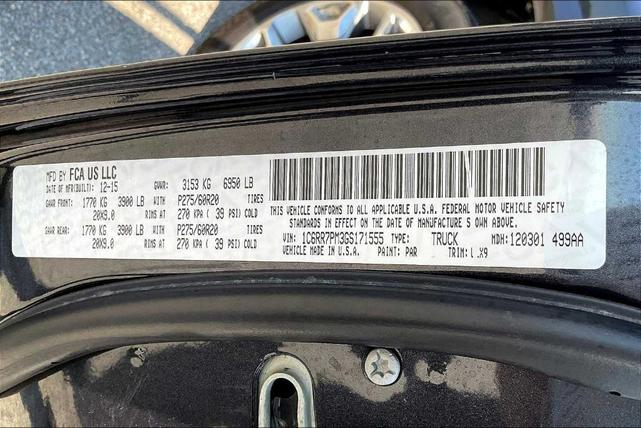 MFD BY FCA US LLC
DATE OF MFR(BUILT): 12-15 GVWR: 3153 KG 6950 LB
GAWR FRONT: 1770 KG 3900 LB WITH P275/60R20 TIRES
20X9.0 RIMS AT 270 KPA ( 39 PSI) COLD
GAWR REAR: 1770 KG 3900 LB WITH P275/60R20 TIRES
20X9.0 RIMS AT 270 KPA ( 39 PSI) COLD
THIS VEHICLE CONFORMS TO ALL APPLICABLE U.S.A. FEDERAL MOTOR VEHICLE SAFETY
STANDARDS IN EFFECT ON THE DATE OF MANUFACTURE S OWN ABOVE.
VIN: 1C6RR7PM3GS171555 TYPE: TRUCK MDH: 120301 499AA
VEHICLE MADE IN U.S.A. PAINT: PAR TRIM: